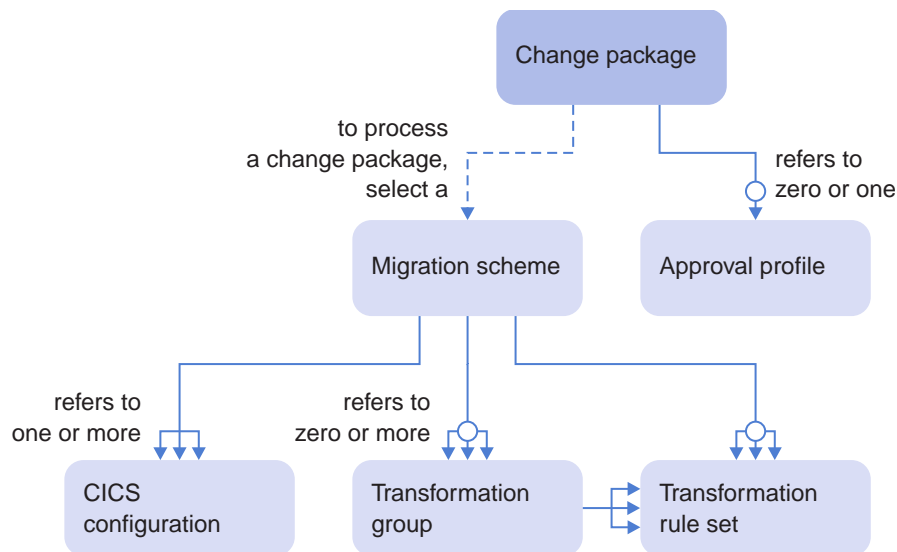 Change package
to process
a change package,
select a
refers to
zero or one
Migration scheme
Approval profile
refers to
one or more
refers to
zero or more
CICS
configuration
Transformation
group
Transformation
rule set